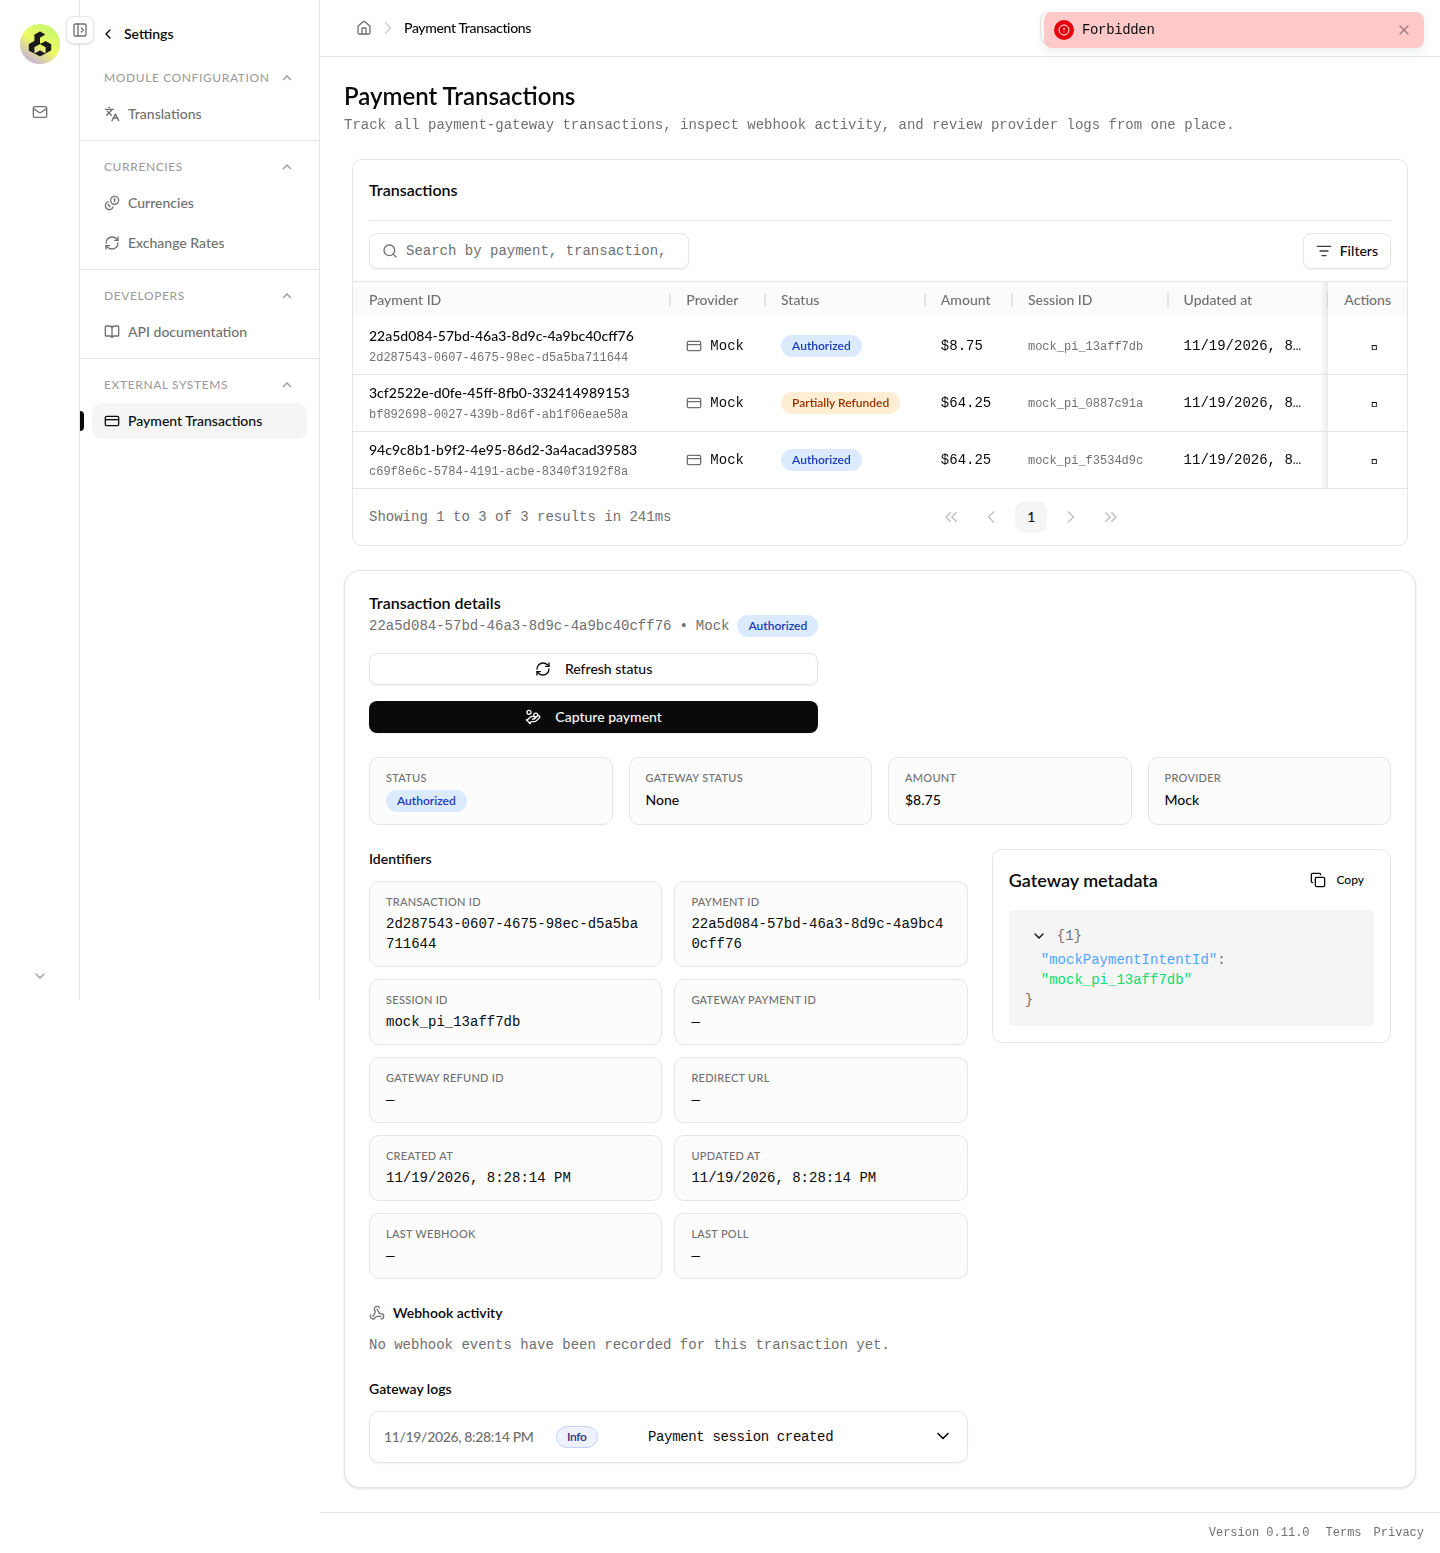 Settings
MODULE CONFIGURATION
Translations
CURRENCIES
Currencies
Exchange Rates
DEVELOPERS
API documentation
EXTERNAL SYSTEMS
Payment Transactions
Payment Transactions
Forbidden
Payment Transactions
Track all payment-gateway transactions, inspect webhook activity, and review provider logs from one place.
Transactions
Search by payment, transaction,
Filters
Payment ID Provider Status Amount Session ID Updated at Actions
22a5d084-57bd-46a3-8d9c-4a9bc40cff76
2d287543-0607-4675-98ec-d5a5ba711644
Mock Authorized $8.75 mock_pi_13aff7db 11/19/2026, 8…
3cf2522e-d0fe-45ff-8fb0-332414989153
bf892698-0027-439b-8d6f-ab1f06eae58a
Mock Partially Refunded $64.25 mock_pi_0887c91a 11/19/2026, 8…
94c9c8b1-b9f2-4e95-86d2-3a4acad39583
c69f8e6c-5784-4191-acbe-8340f3192f8a
Mock Authorized $64.25 mock_pi_f3534d9c 11/19/2026, 8…
Showing 1 to 3 of 3 results in 241ms
1
Transaction details
22a5d084-57bd-46a3-8d9c-4a9bc40cff76 • Mock Authorized
Refresh status
Capture payment
STATUS
Authorized
GATEWAY STATUS
None
AMOUNT
$8.75
PROVIDER
Mock
Identifiers
TRANSACTION ID
2d287543-0607-4675-98ec-d5a5ba
711644
PAYMENT ID
22a5d084-57bd-46a3-8d9c-4a9bc4
0cff76
SESSION ID
mock_pi_13aff7db
GATEWAY PAYMENT ID
—
GATEWAY REFUND ID
—
REDIRECT URL
—
CREATED AT
11/19/2026, 8:28:14 PM
UPDATED AT
11/19/2026, 8:28:14 PM
LAST WEBHOOK
—
LAST POLL
—
Gateway metadata
Copy
{1}
"mockPaymentIntentId":
"mock_pi_13aff7db"
}
Webhook activity
No webhook events have been recorded for this transaction yet.
Gateway logs
11/19/2026, 8:28:14 PM Info Payment session created
Version 0.11.0 Terms Privacy